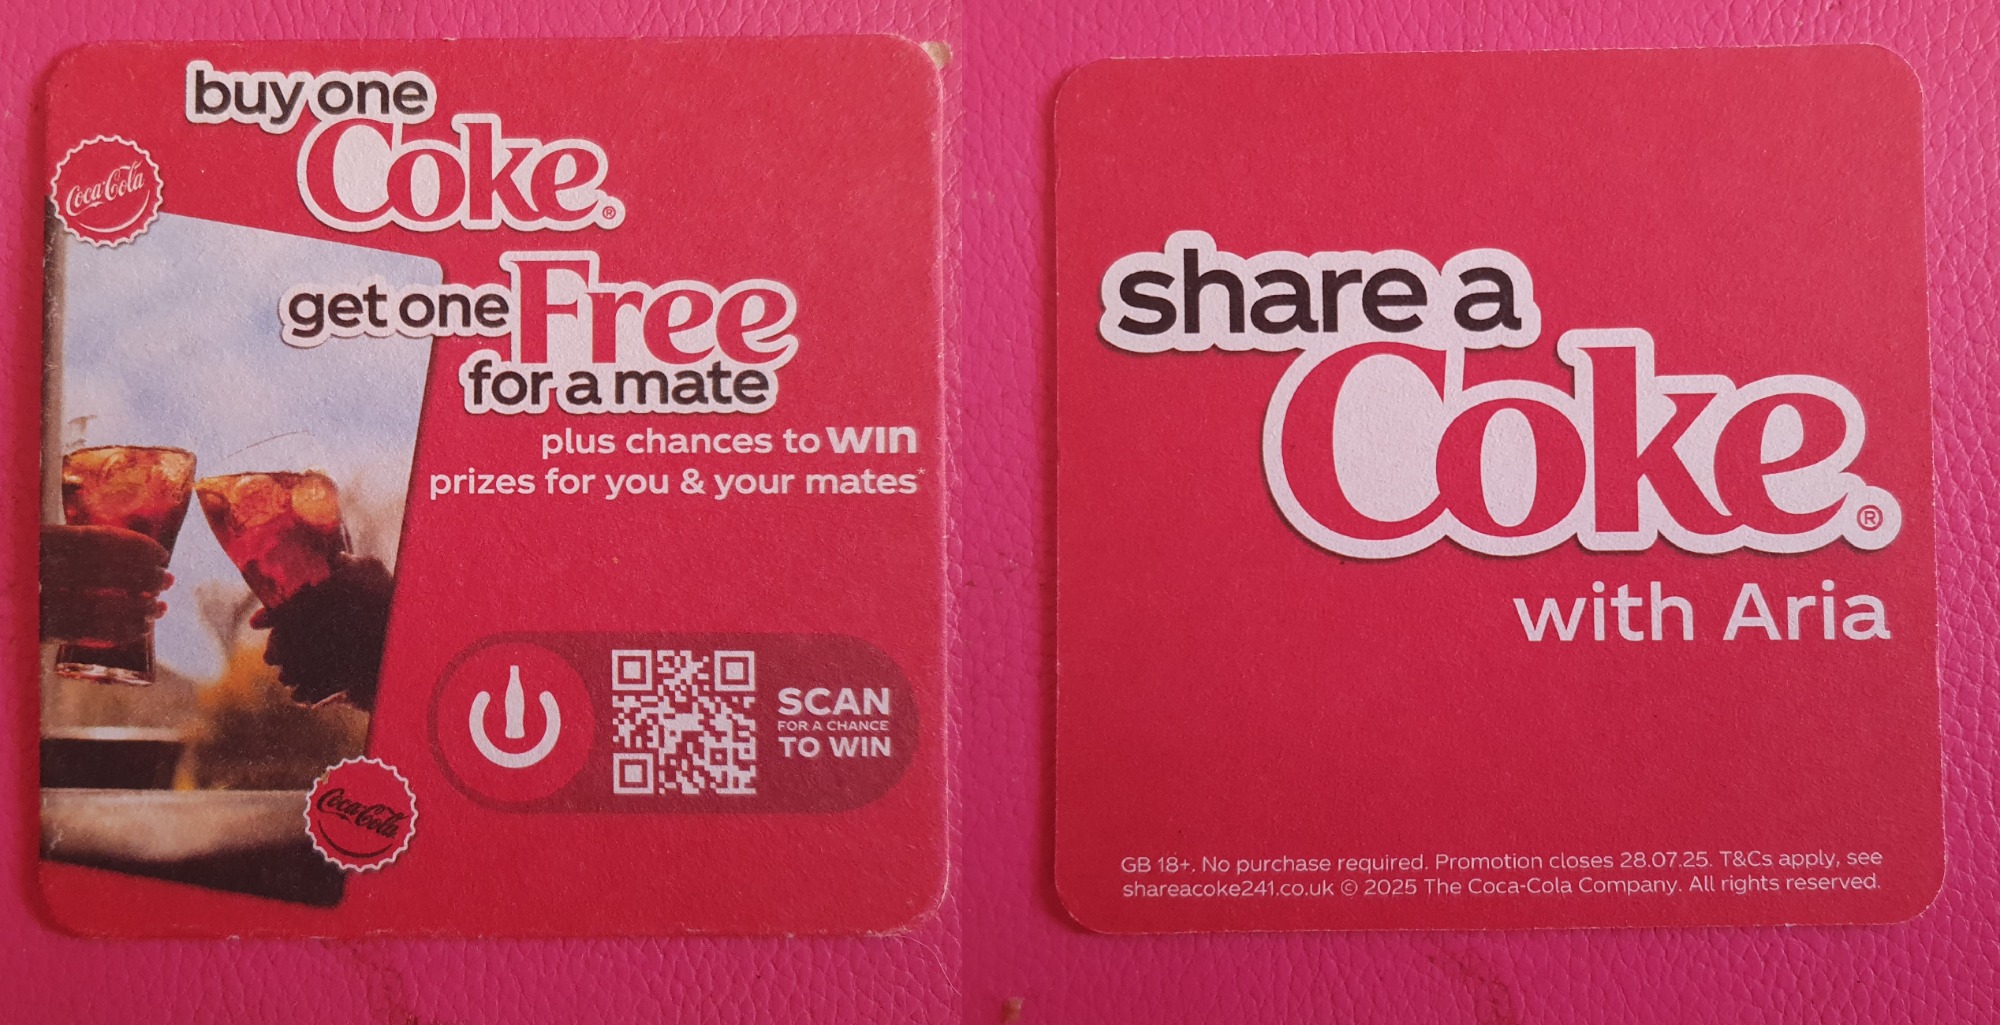 buy one
Coke®
Coca-Cola
get one Free
for a mate
plus chances to WIN
prizes for you & your mates*
SCAN
FOR A CHANCE
TO WIN
Coca-Cola
share a
Coke®
with Aria
GB 18+. No purchase required. Promotion closes 28.07.25. T&Cs apply, see
shareacoke241.co.uk © 2025 The Coca-Cola Company. All rights reserved.